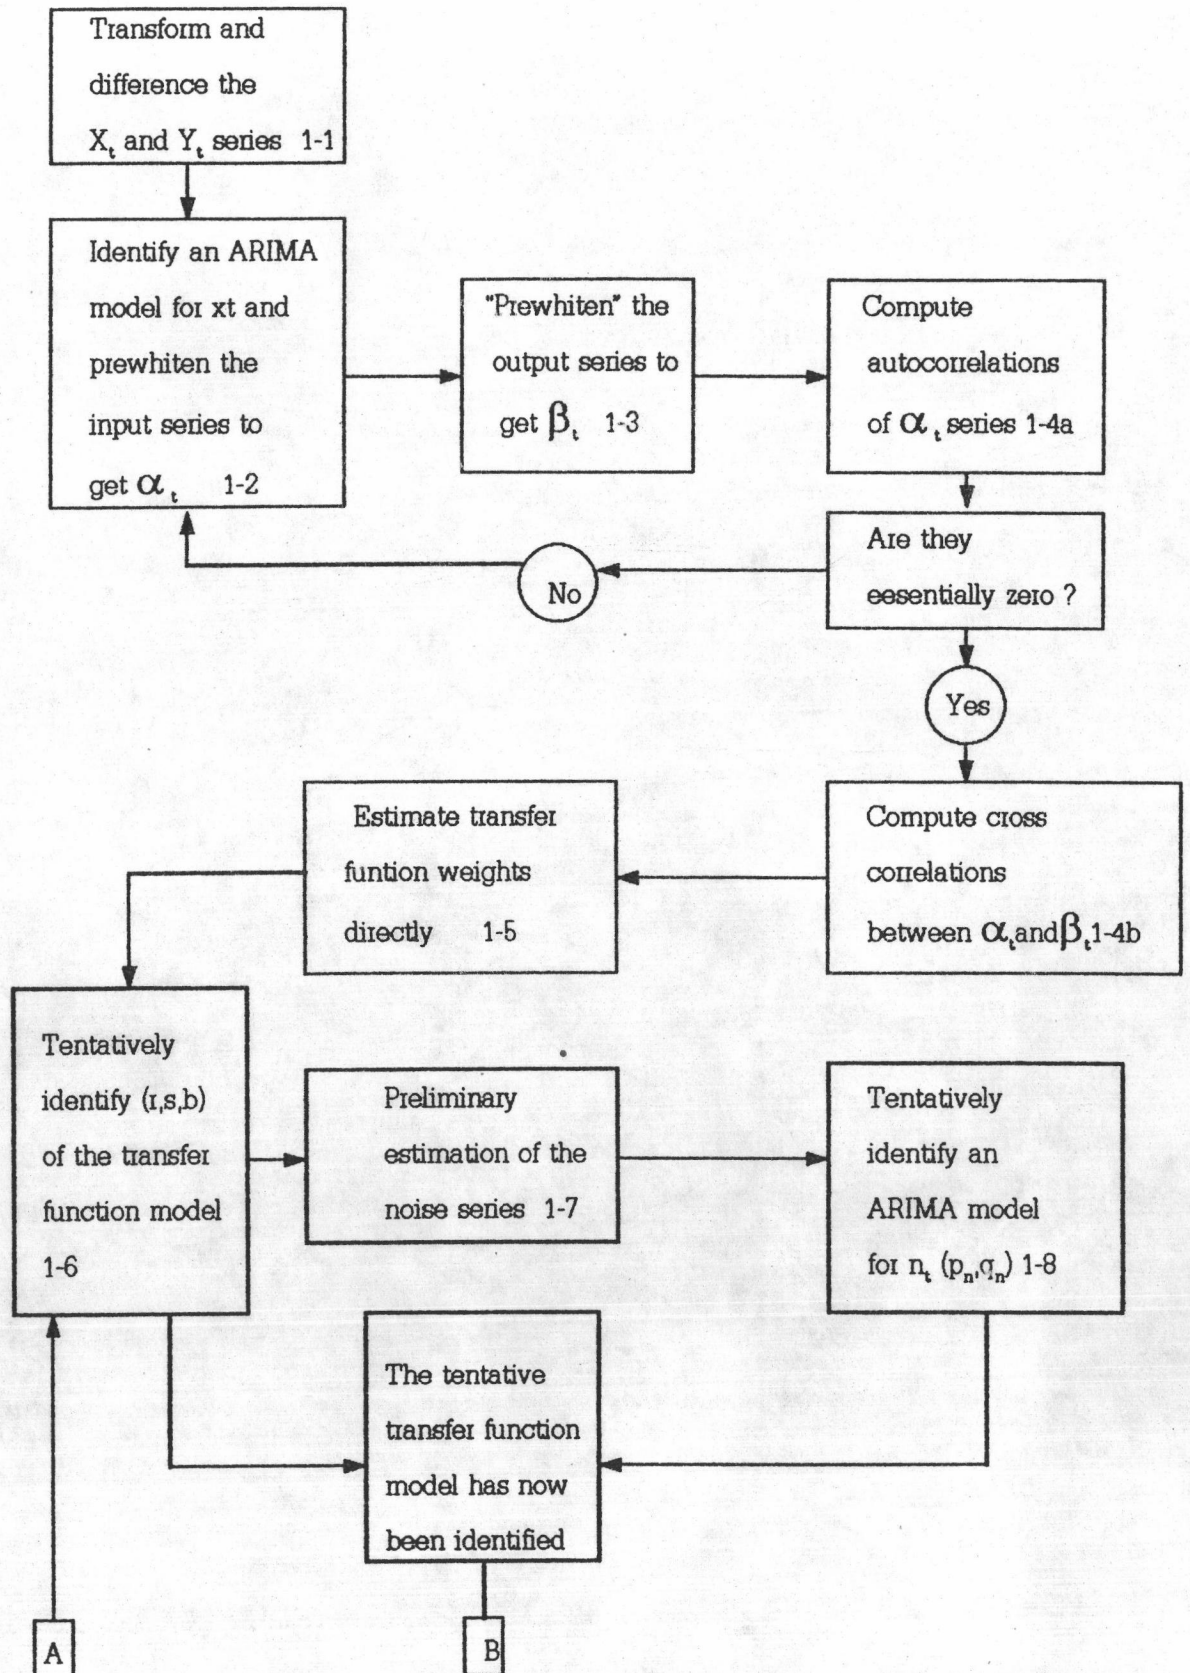 Transform and
difference the
Xₜ and Yₜ series 1-1
Identify an ARIMA
model for xt and
prewhiten the
input series to
get αₜ 1-2
"Prewhiten" the
output series to
get βₜ 1-3
Compute
autocorrelations
of αₜ series 1-4a
Are they
eesentially zero ?
No
Yes
Compute cross
correlations
between αₜandβₜ1-4b
Estimate transfer
funtion weights
directly 1-5
Tentatively
identify (r,s,b)
of the transfer
function model
1-6
Preliminary
estimation of the
noise series 1-7
Tentatively
identify an
ARIMA model
for nₜ (pₙ,qₙ) 1-8
The tentative
transfer function
model has now
been identified
A
B